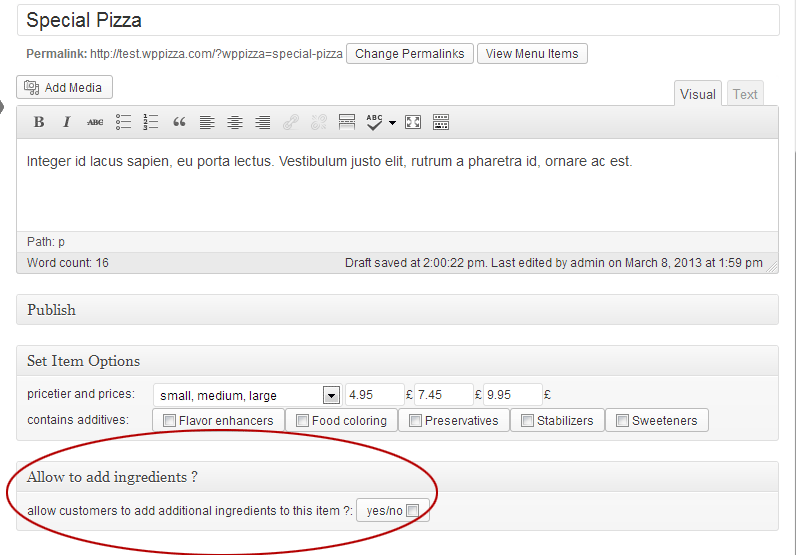 Special Pizza
Permalink: http://test.wppizza.com/?wppizza=special-pizza Change Permalinks View Menu Items
Add Media
Visual Text
B I ABC 1 2 3 “ ABC
Integer id lacus sapien, eu porta lectus. Vestibulum justo elit, rutrum a pharetra id, ornare ac est.
Path: p
Word count: 16 Draft saved at 2:00:22 pm. Last edited by admin on March 8, 2013 at 1:59 pm
Publish
Set Item Options
pricetier and prices: small, medium, large 4.95 £ 7.45 £ 9.95 £
contains additives: Flavor enhancers Food coloring Preservatives Stabilizers Sweeteners
Allow to add ingredients ?
allow customers to add additional ingredients to this item ?: yes/no